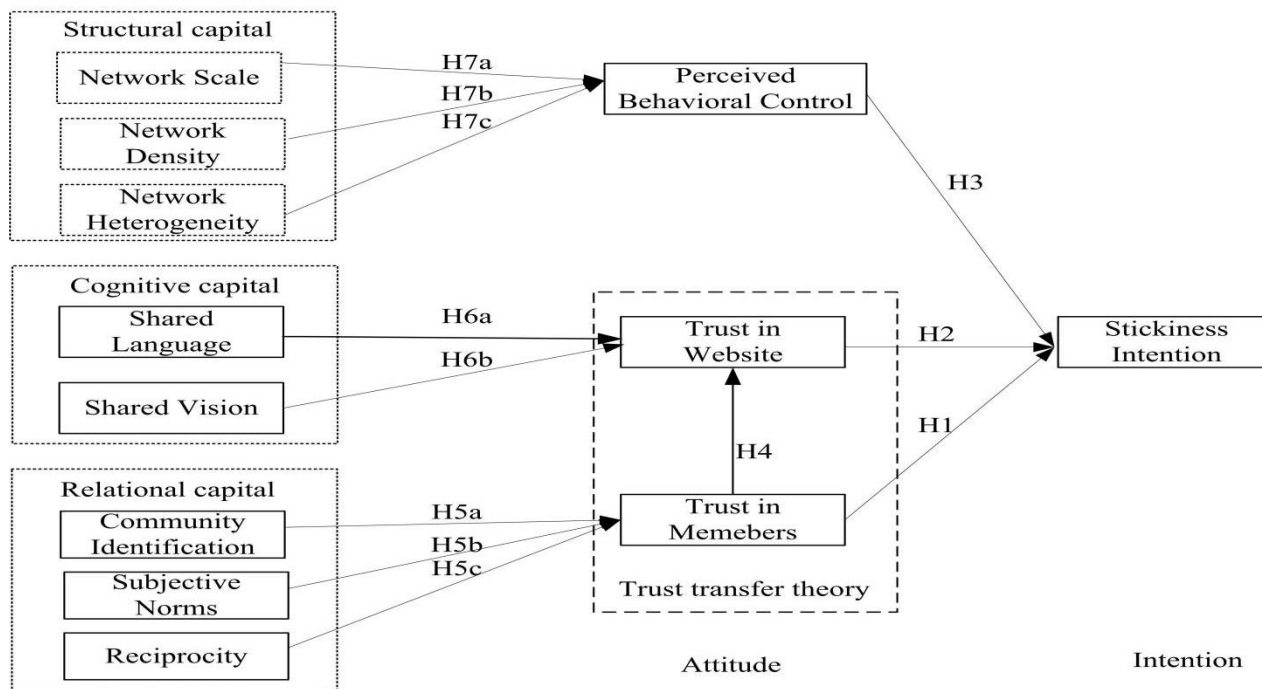 Structural capital
Network Scale
Network
Density
Network
Heterogeneity
H7a
H7b
H7c
Perceived
Behavioral Control
H3
Cognitive capital
Shared
Language
Shared Vision
H6a
H6b
Trust in
Website
H2
Stickiness
Intention
H4
H1
Relational capital
Community
Identification
Subjective
Norms
Reciprocity
H5a
H5b
H5c
Trust in
Memebers
Trust transfer theory
Attitude
Intention